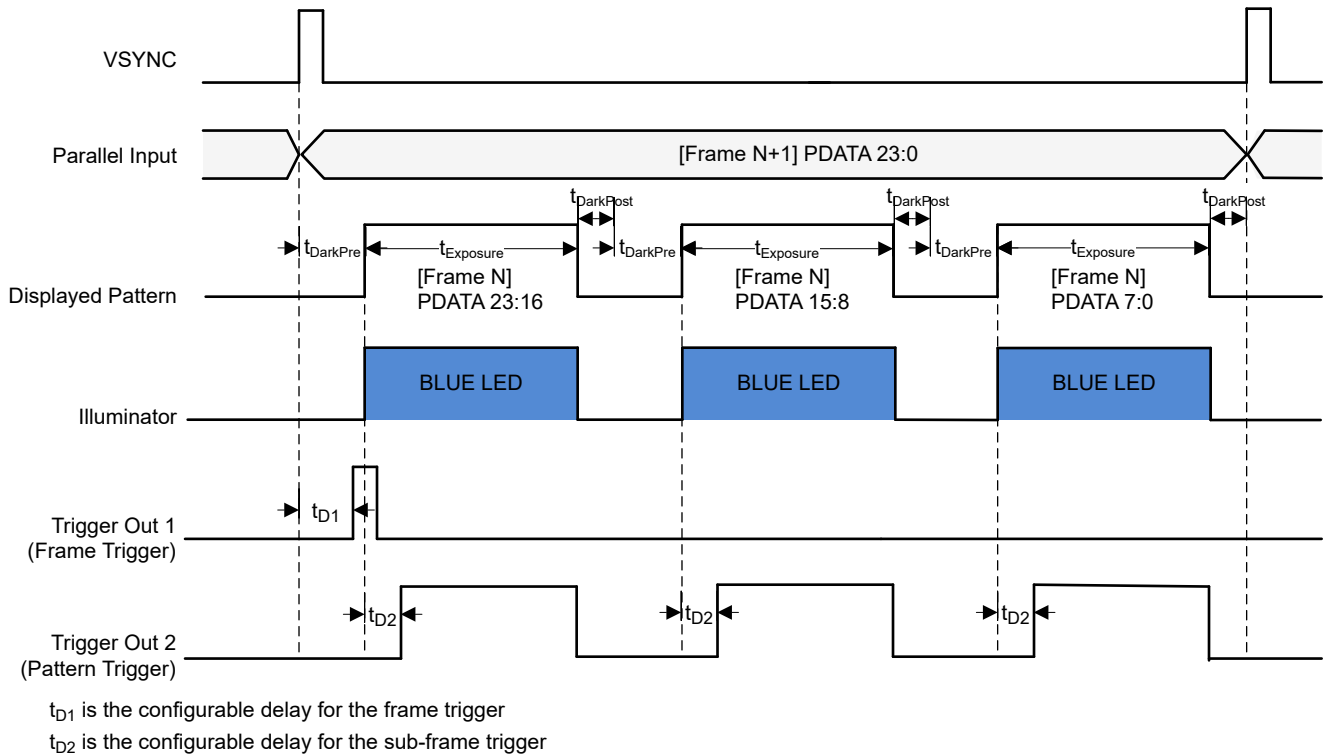 VSYNC
Parallel Input
[Frame N+1] PDATA 23:0
tDarkPost
tDarkPost
tDarkPost
tDarkPre
tExposure
tDarkPre
tExposure
tDarkPre
tExposure
Displayed Pattern
[Frame N]
PDATA 23:16
[Frame N]
PDATA 15:8
[Frame N]
PDATA 7:0
BLUE LED
BLUE LED
BLUE LED
Illuminator
tD1
Trigger Out 1
(Frame Trigger)
tD2
tD2
tD2
Trigger Out 2
(Pattern Trigger)
tD1 is the configurable delay for the frame trigger
tD2 is the configurable delay for the sub-frame trigger